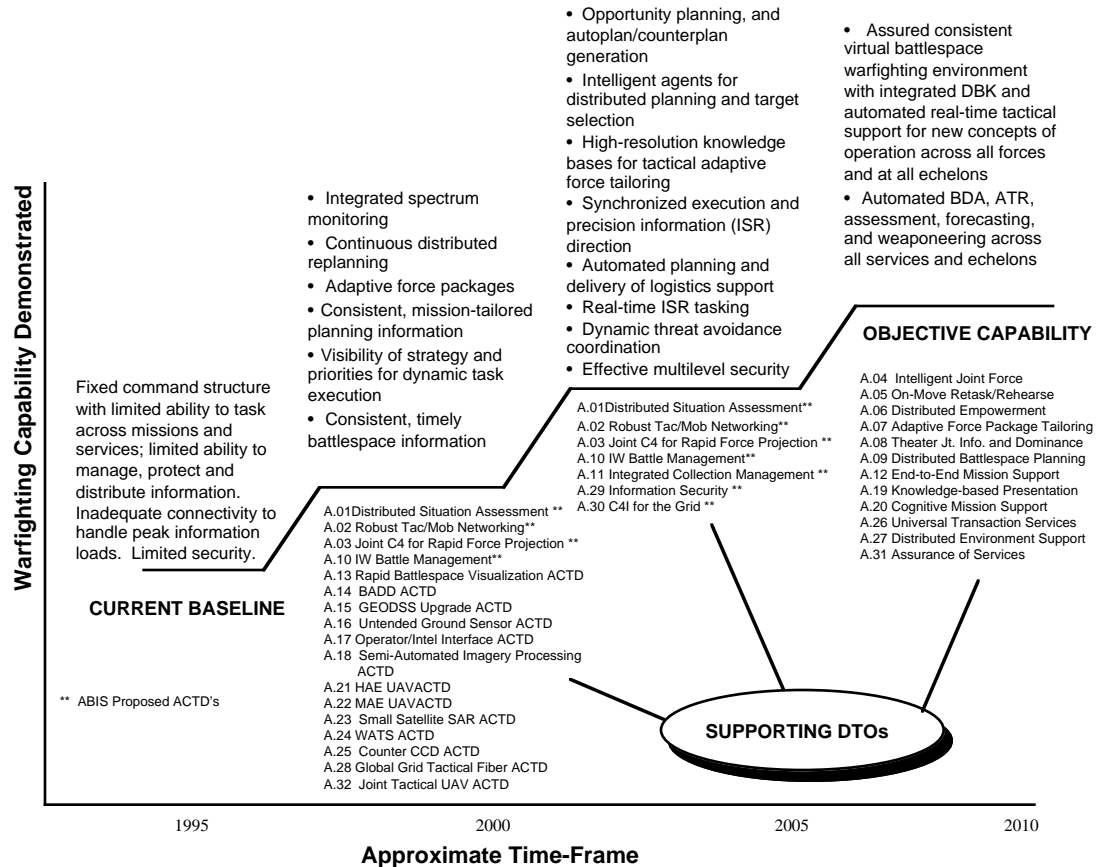 Warfighting Capability Demonstrated
Fixed command structure
with limited ability to task
across missions and
services; limited ability to
manage, protect and
distribute information.
Inadequate connectivity to
handle peak information
loads.  Limited security.
CURRENT BASELINE
** ABIS Proposed ACTD's
• Integrated spectrum
monitoring
• Continuous distributed
replanning
• Adaptive force packages
• Consistent, mission-tailored
planning information
• Visibility of strategy and
priorities for dynamic task
execution
• Consistent, timely
battlespace information
A.01Distributed Situation Assessment **
A.02 Robust Tac/Mob Networking**
A.03 Joint C4 for Rapid Force Projection **
A.10 IW Battle Management**
A.13 Rapid Battlespace Visualization ACTD
A.14 BADD ACTD
A.15 GEODSS Upgrade ACTD
A.16 Untended Ground Sensor ACTD
A.17 Operator/Intel Interface ACTD
A.18 Semi-Automated Imagery Processing
ACTD
A.21 HAE UAVACTD
A.22 MAE UAVACTD
A.23 Small Satellite SAR ACTD
A.24 WATS ACTD
A.25 Counter CCD ACTD
A.28 Global Grid Tactical Fiber ACTD
A.32 Joint Tactical UAV ACTD
• Opportunity planning, and
autoplan/counterplan
generation
• Intelligent agents for
distributed planning and target
selection
• High-resolution knowledge
bases for tactical adaptive
force tailoring
• Synchronized execution and
precision information (ISR)
direction
• Automated planning and
delivery of logistics support
• Real-time ISR tasking
• Dynamic threat avoidance
coordination
• Effective multilevel security
A.01Distributed Situation Assessment**
A.02 Robust Tac/Mob Networking**
A.03 Joint C4 for Rapid Force Projection **
A.10 IW Battle Management**
A.11 Integrated Collection Management **
A.29 Information Security **
A.30 C4I for the Grid **
• Assured consistent
virtual battlespace
warfighting environment
with integrated DBK and
automated real-time tactical
support for new concepts of
operation across all forces
and at all echelons
• Automated BDA, ATR,
assessment, forecasting,
and weaponeering across
all services and echelons
OBJECTIVE CAPABILITY
A.04 Intelligent Joint Force
A.05 On-Move Retask/Rehearse
A.06 Distributed Empowerment
A.07 Adaptive Force Package Tailoring
A.08 Theater Jt. Info. and Dominance
A.09 Distributed Battlespace Planning
A.12 End-to-End Mission Support
A.19 Knowledge-based Presentation
A.20 Cognitive Mission Support
A.26 Universal Transaction Services
A.27 Distributed Environment Support
A.31 Assurance of Services
SUPPORTING DTOs
1995 2000 2005 2010
Approximate Time-Frame